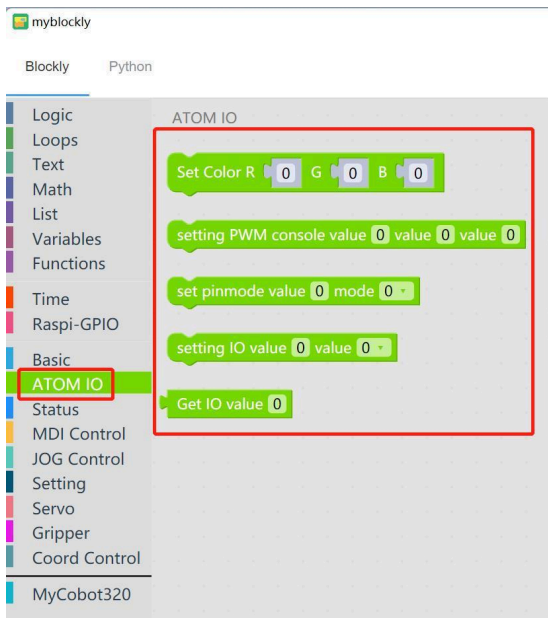 myblockly
Blockly Python
Logic
Loops
Text
Math
List
Variables
Functions
Time
Raspi-GPIO
Basic
ATOM IO
Status
MDI Control
JOG Control
Setting
Servo
Gripper
Coord Control
MyCobot320
ATOM IO
Set Color R 0 G 0 B 0
setting PWM console value 0 value 0 value 0
set pinmode value 0 mode 0
setting IO value 0 value 0
Get IO value 0